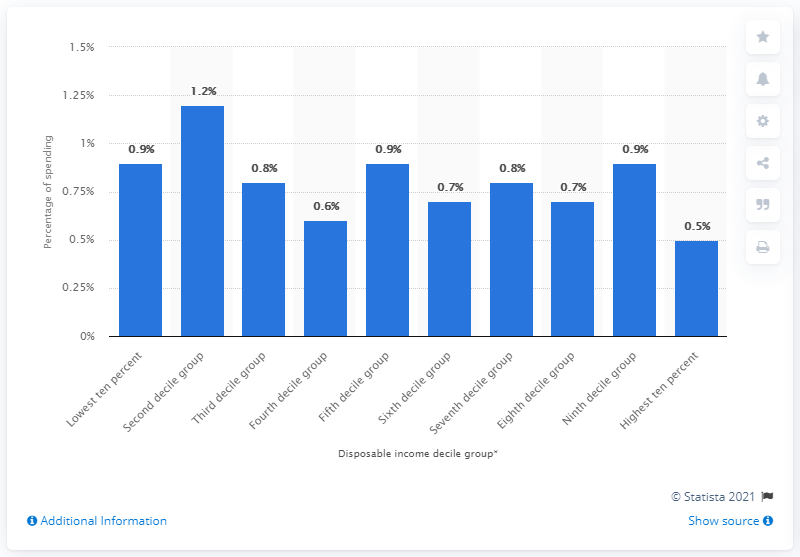 1.5%
1.25%
1%
0.75%
0.5%
0.25%
0%
Percentage of spending
0.9%
1.2%
0.8%
0.6%
0.9%
0.7%
0.8%
0.7%
0.9%
0.5%
Lowest ten percent
Second decile group
Third decile group
Fourth decile group
Fifth decile group
Sixth decile group
Seventh decile group
Eighth decile group
Ninth decile group
Highest ten percent
Disposable income decile group*
© Statista 2021
Additional Information
Show source